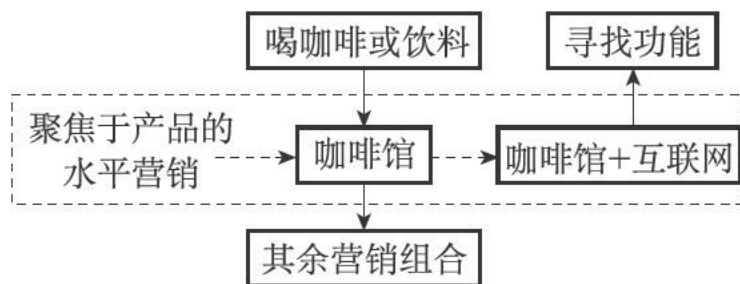 喝咖啡或饮料
寻找功能
聚焦于产品的
水平营销
咖啡馆
咖啡馆+互联网
其余营销组合